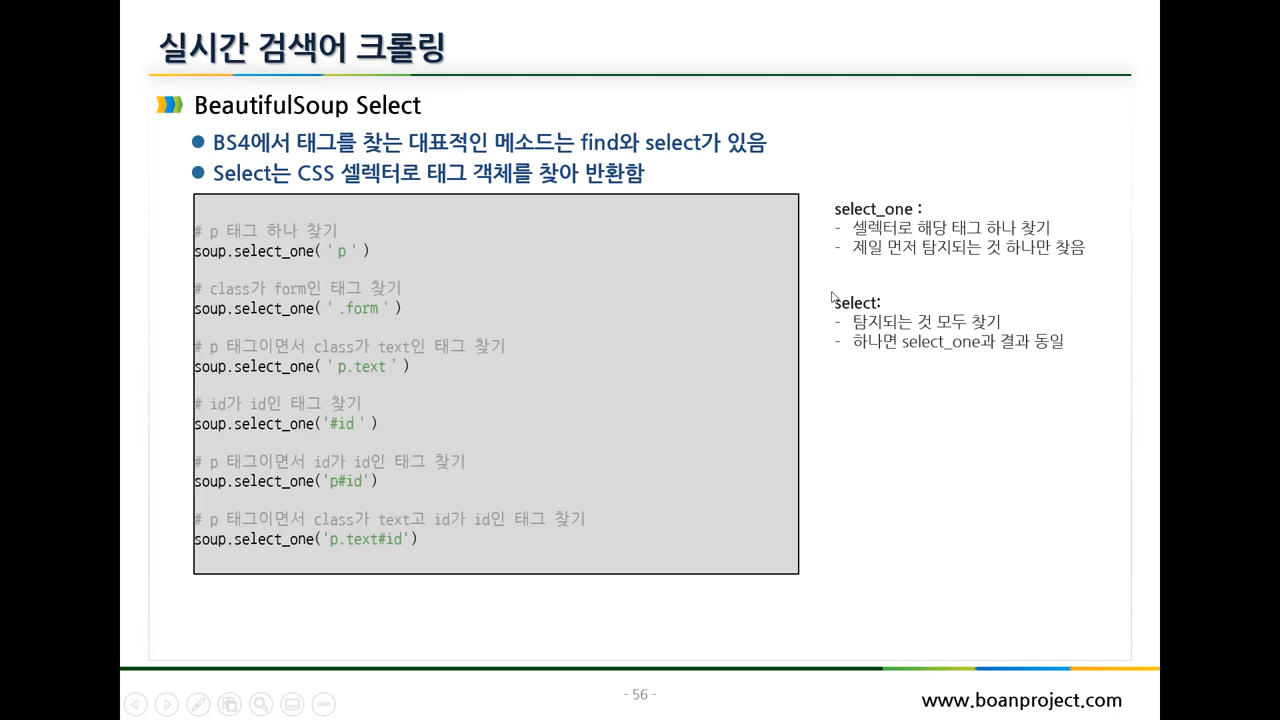 실시간 검색어 크롤링
BeautifulSoup Select
BS4에서 태그를 찾는 대표적인 메소드는 find와 select가 있음
Select는 CSS 셀렉터로 태그 객체를 찾아 반환함
# p 태그 하나 찾기
soup.select_one( ' p ' )
# class가 form인 태그 찾기
soup.select_one( ' .form ' )
# p 태그이면서 class가 text인 태그 찾기
soup.select_one( ' p.text ’ )
# id가 id인 태그 찾기
soup.select_one('#id ' )
# p 태그이면서 id가 id인 태그 찾기
soup.select_one('p#id')
# p 태그이면서 class가 text고 id가 id인 태그 찾기
soup.select_one('p.text#id')
select_one :
- 셀렉터로 해당 태그 하나 찾기
- 제일 먼저 탐지되는 것 하나만 찾음
select:
- 탐지되는 것 모두 찾기
- 하나면 select_one과 결과 동일
- 56 -
www.boanproject.com